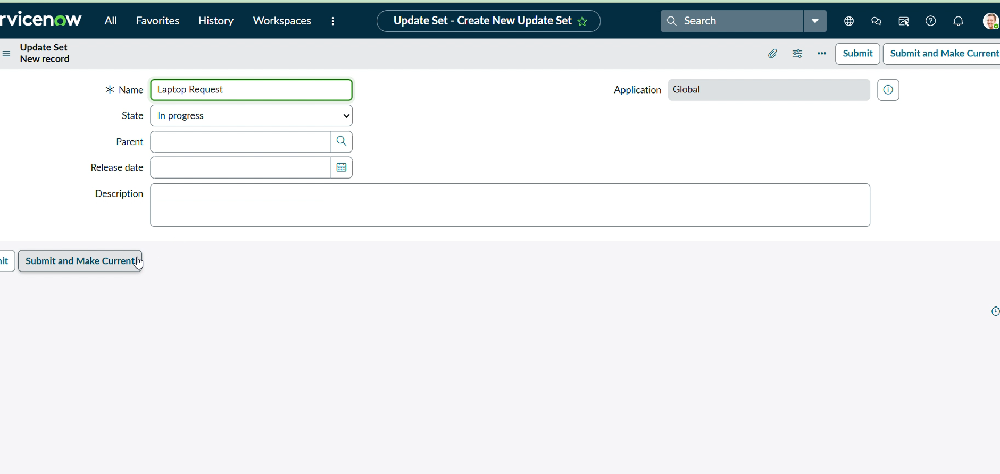 rvicenow All Favorites History Workspaces Update Set - Create New Update Set Search
Update Set
New record
Submit Submit and Make Current
* Name Laptop Request Application Global
State In progress
Parent
Release date
Description
it Submit and Make Current